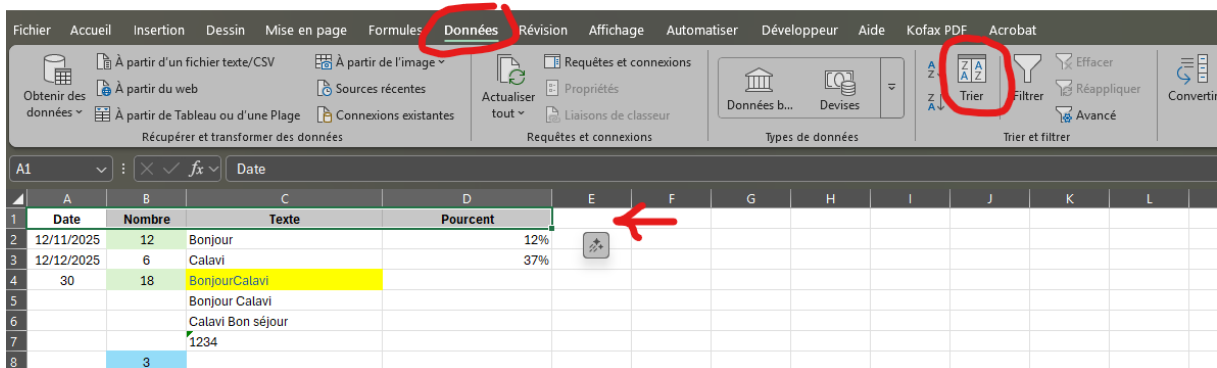 Fichier Accueil Insertion Dessin Mise en page Formules Données Révision Affichage Automatiser Développeur Aide Kofax PDF Acrobat
Obtenir des données
À partir d'un fichier texte/CSV
À partir du web
À partir de Tableau ou d'une Plage
À partir de l'image
Sources récentes
Connexions existantes
Récupérer et transformer des données
Actualiser tout
Requêtes et connexions
Propriétés
Liaisons de classeur
Requêtes et connexions
Données b...
Devises
Types de données
Trier
Filtrer
Effacer
Réappliquer
Avancé
Trier et filtrer
Convertir
A1 fx Date
A B C D E F G H I J K L
1 Date Nombre Texte Pourcent
2 12/11/2025 12 Bonjour 12%
3 12/12/2025 6 Calavi 37%
4 30 18 BonjourCalavi
5 Bonjour Calavi
6 Calavi Bon séjour
7 1234
8 3